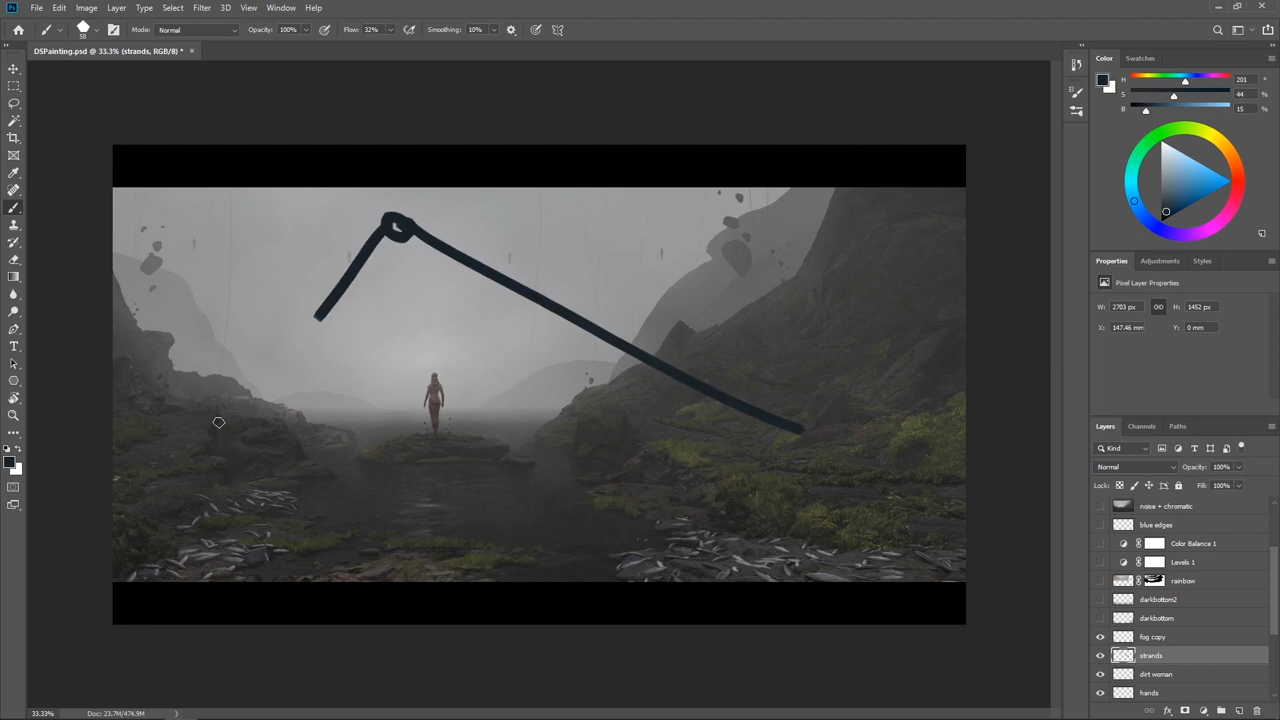 Ps File Edit Image Layer Type Select Filter 3D View Window Help
58 Mode: Normal Opacity: 100% Flow: 32% Smoothing: 10%
DSPainting.psd @ 33.3% (strands, RGB/8) * ×
Color Swatches
H 201 °
S 44 %
B 15 %
Properties Adjustments Styles
Pixel Layer Properties
W: 2703 px H: 1452 px
X: 147.46 mm Y: 0 mm
Layers Channels Paths
Kind
Normal Opacity: 100%
Lock: Fill: 100%
noise + chromatic
blue edges
Color Balance 1
Levels 1
rainbow
darkbottom2
darkbottom
fog copy
strands
dirt woman
hands
33.33% Doc: 23.7M/474.9M